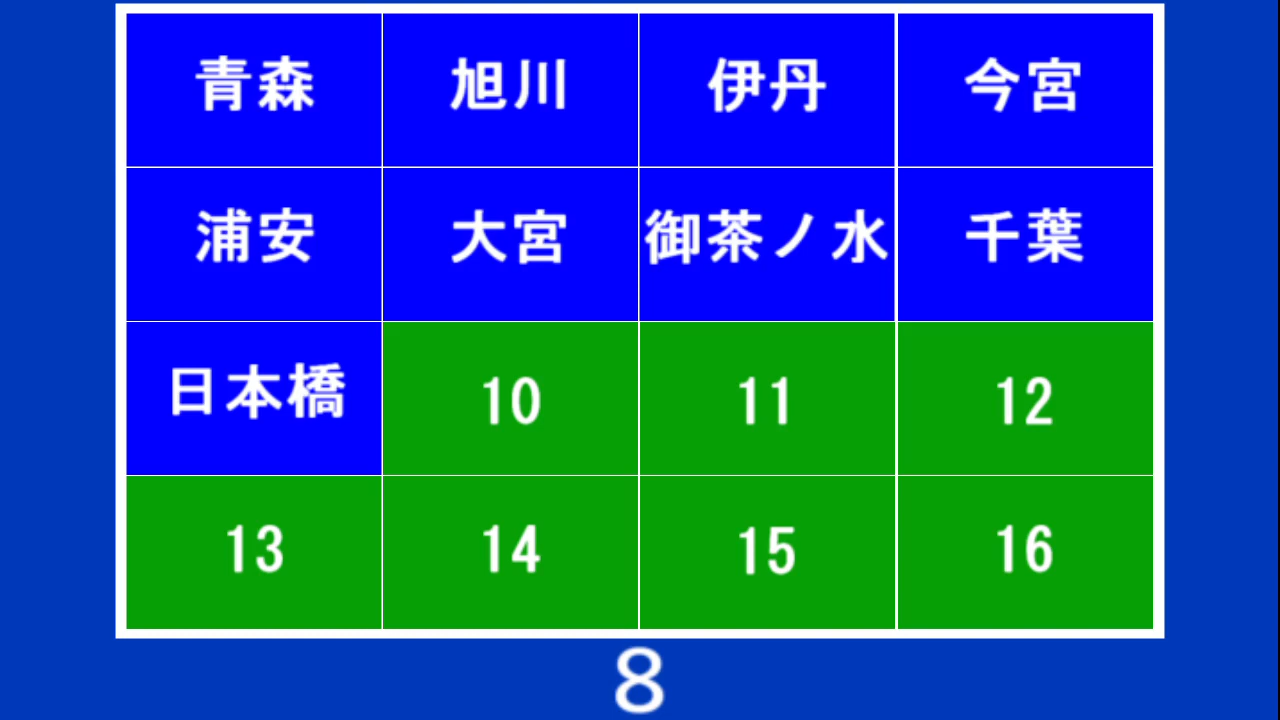 青森 旭川 伊丹 今宮
浦安 大宮 御茶ノ水 千葉
日本橋 10 11 12
13 14 15 16
8